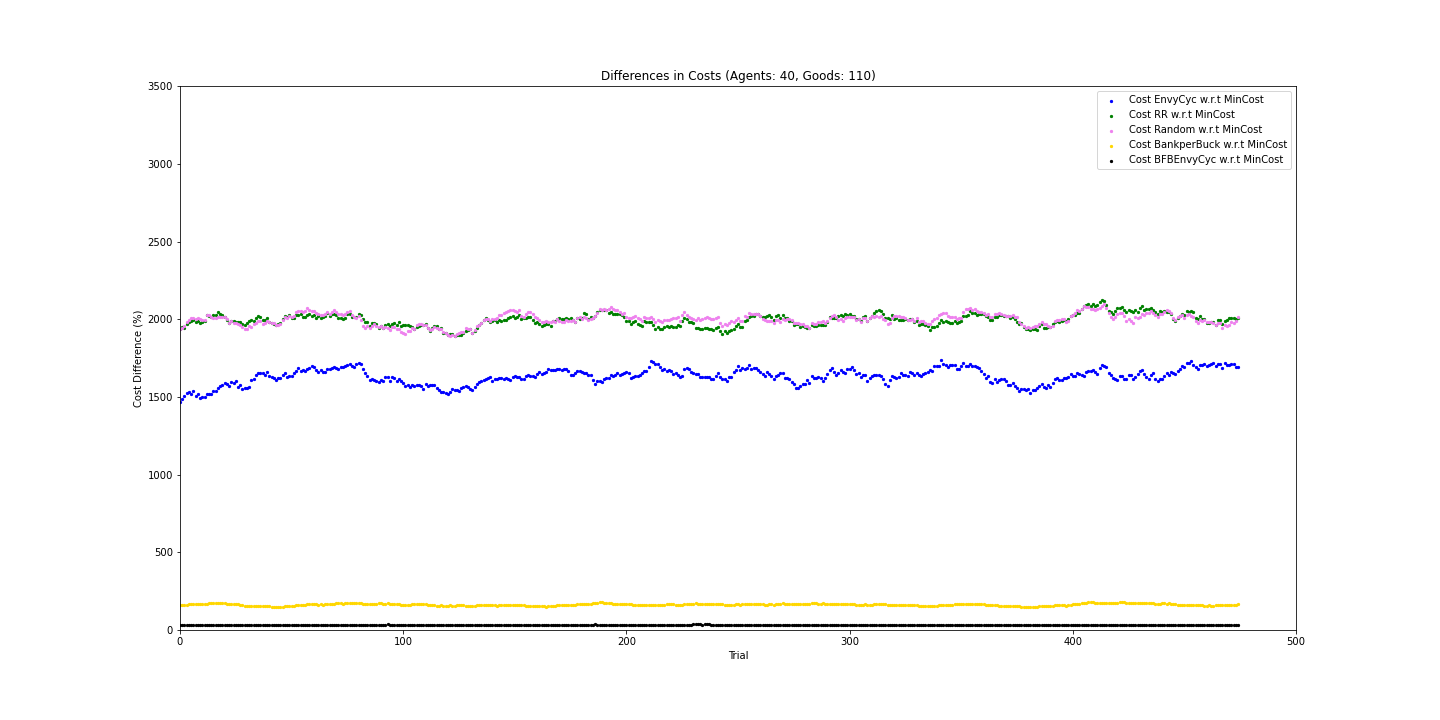 Differences in Costs (Agents: 40, Goods: 110)
3500
3000
2500
2000
1500
1000
500
0
Cost Difference (%)
Cost EnvyCyc w.r.t MinCost
Cost RR w.r.t MinCost
Cost Random w.r.t MinCost
Cost BankperBuck w.r.t MinCost
Cost BFBEnvyCyc w.r.t MinCost
0 100 200 300 400 500
Trial